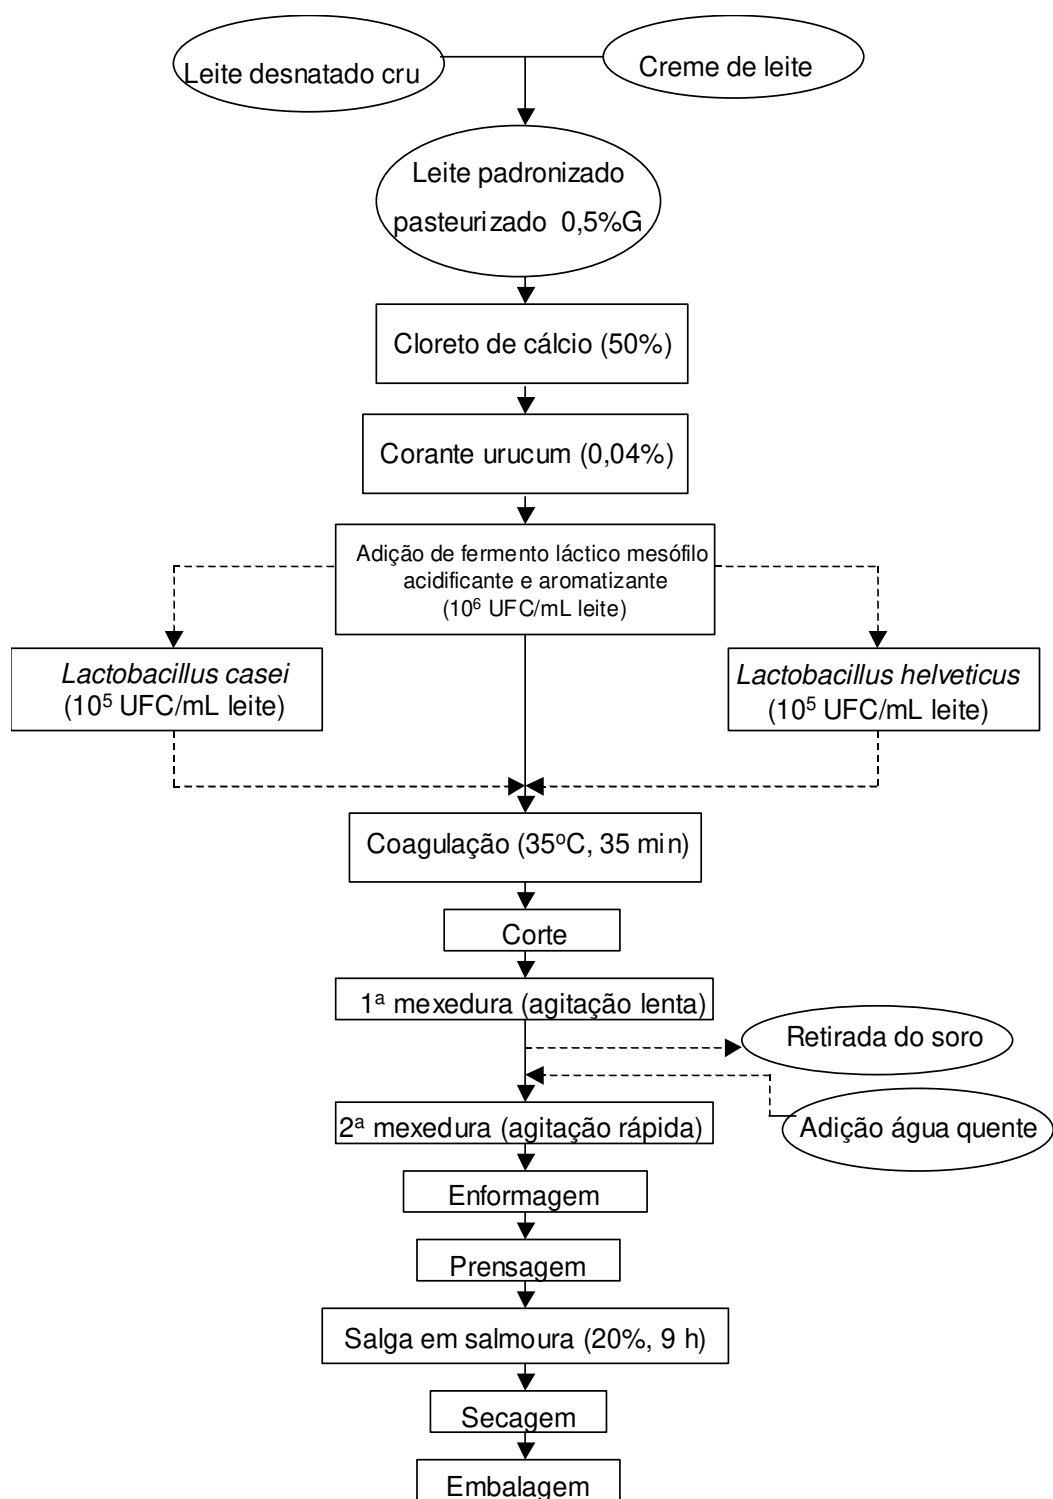 Leite desnatado cru
Creme de leite
Leite padronizado
pasteurizado 0,5%G
Cloreto de cálcio (50%)
Corante urucum (0,04%)
Adição de fermento láctico mesófilo
acidificante e aromatizante
(10⁶ UFC/mL leite)
Lactobacillus casei
(10⁵ UFC/mL leite)
Lactobacillus helveticus
(10⁵ UFC/mL leite)
Coagulação (35ºC, 35 min)
Corte
1ª mexedura (agitação lenta)
Retirada do soro
2ª mexedura (agitação rápida)
Adição água quente
Enformagem
Prensagem
Salga em salmoura (20%, 9 h)
Secagem
Embalagem